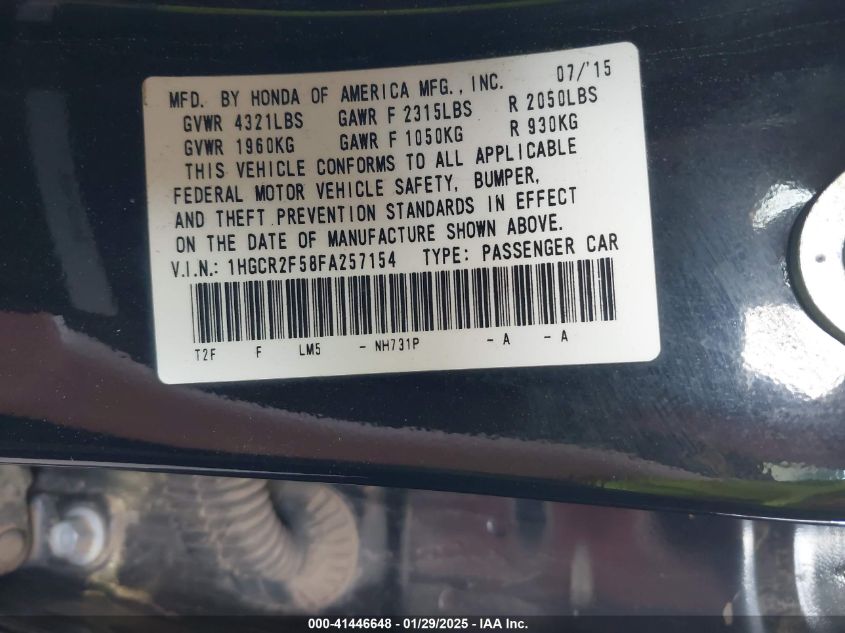 MFD. BY HONDA OF AMERICA MFG., INC. 07/'15
GVWR 4321LBS GAWR F 2315LBS R 2050LBS
GVWR 1960KG GAWR F 1050KG R 930KG
THIS VEHICLE CONFORMS TO ALL APPLICABLE
FEDERAL MOTOR VEHICLE SAFETY, BUMPER,
AND THEFT PREVENTION STANDARDS IN EFFECT
ON THE DATE OF MANUFACTURE SHOWN ABOVE.
V.I.N.: 1HGCR2F58FA257154 TYPE: PASSENGER CAR
T2F F LM5 - NH731P - A - A
000-41446648 | 01/29/2025 | IAA Inc.